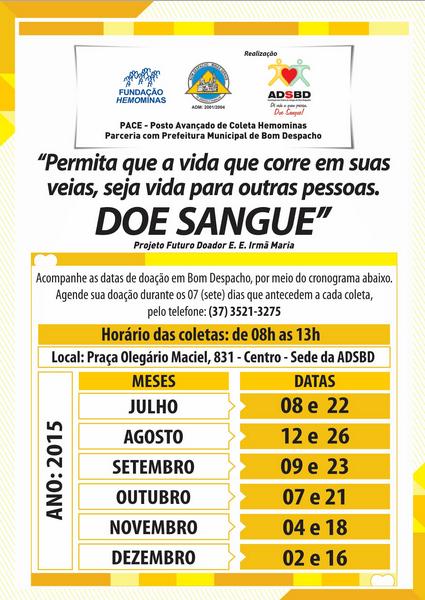 Realização
FUNDAÇÃO
HEMOMINAS
ADM: 2001/2004
ADSBD
Doe Sangue!
PACE - Posto Avançado de Coleta Hemominas
Parceria com Prefeitura Municipal de Bom Despacho
“Permita que a vida que corre em suas
veias, seja vida para outras pessoas.
DOE SANGUE”
Projeto Futuro Doador E. E. Irmã Maria
Acompanhe as datas de doação em Bom Despacho, por meio do cronograma abaixo.
Agende sua doação durante os 07 (sete) dias que antecedem a cada coleta,
pelo telefone: (37) 3521-3275
Horário das coletas: de 08h as 13h
Local: Praça Olegário Maciel, 831 - Centro - Sede da ADSBD
ANO: 2015
MESES DATAS
JULHO 08 e 22
AGOSTO 12 e 26
SETEMBRO 09 e 23
OUTUBRO 07 e 21
NOVEMBRO 04 e 18
DEZEMBRO 02 e 16